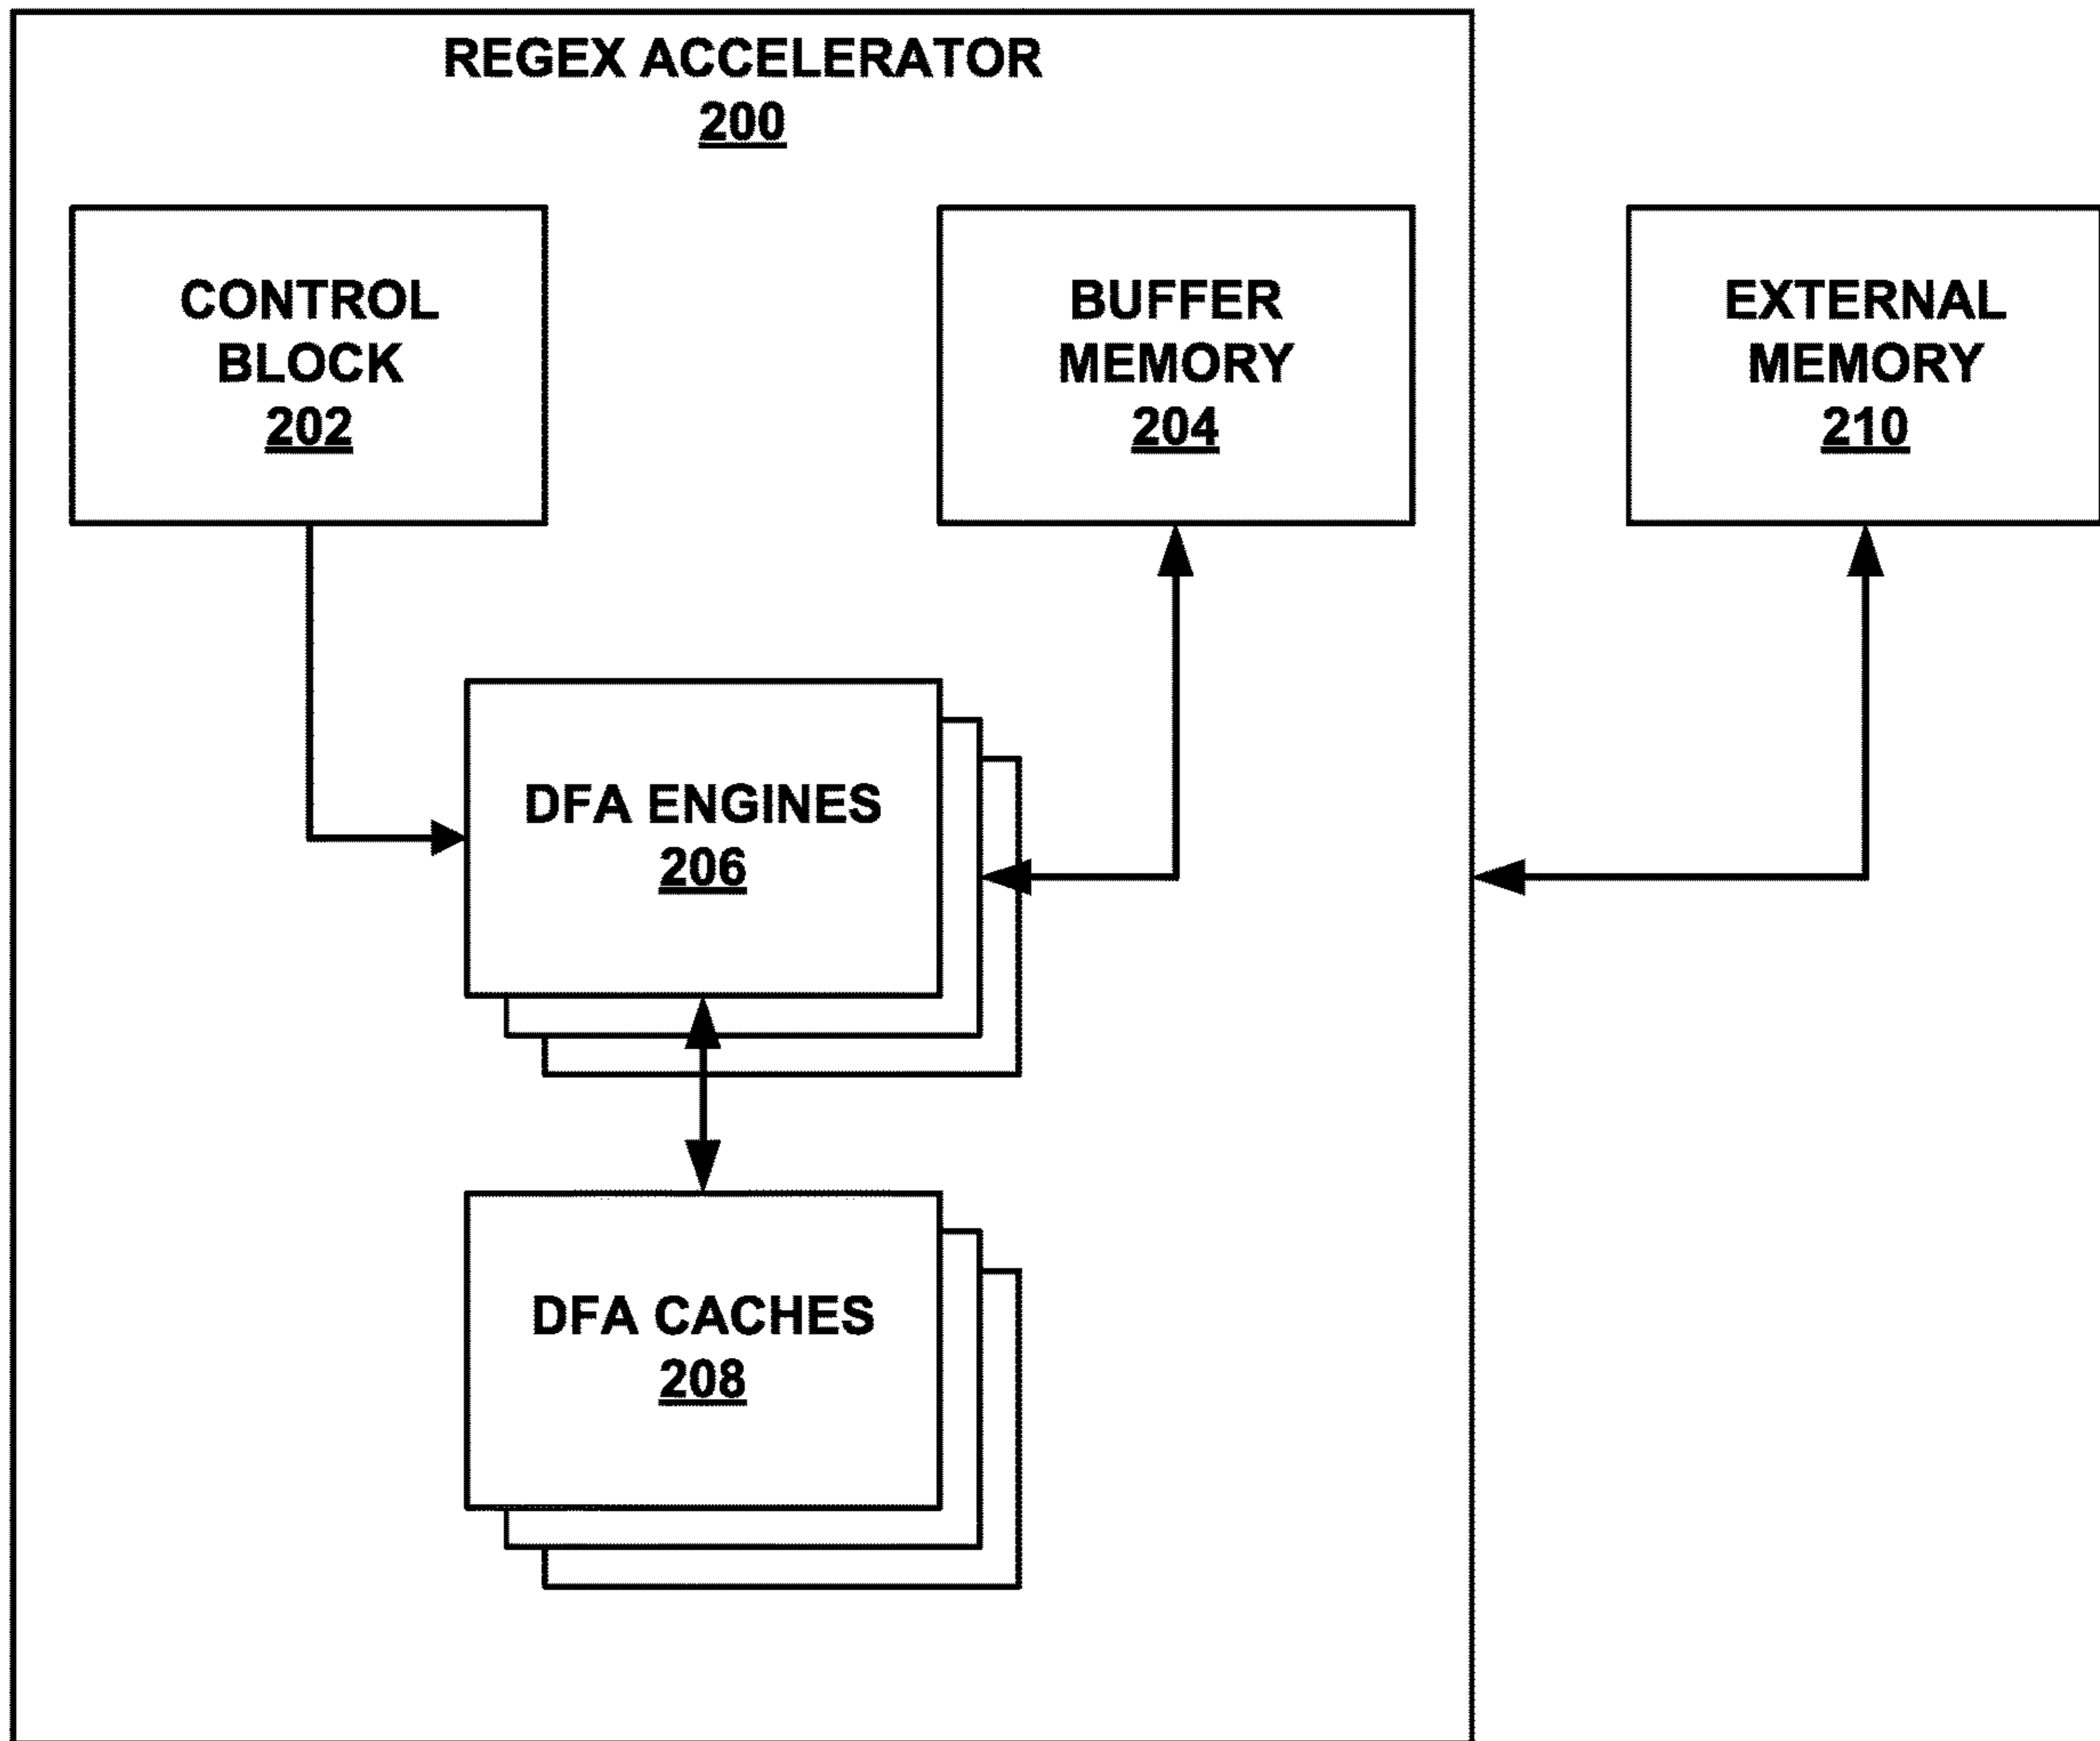 REGEX ACCELERATOR
200
CONTROL
BLOCK
202
BUFFER
MEMORY
204
EXTERNAL
MEMORY
210
DFA ENGINES
206
DFA CACHES
208